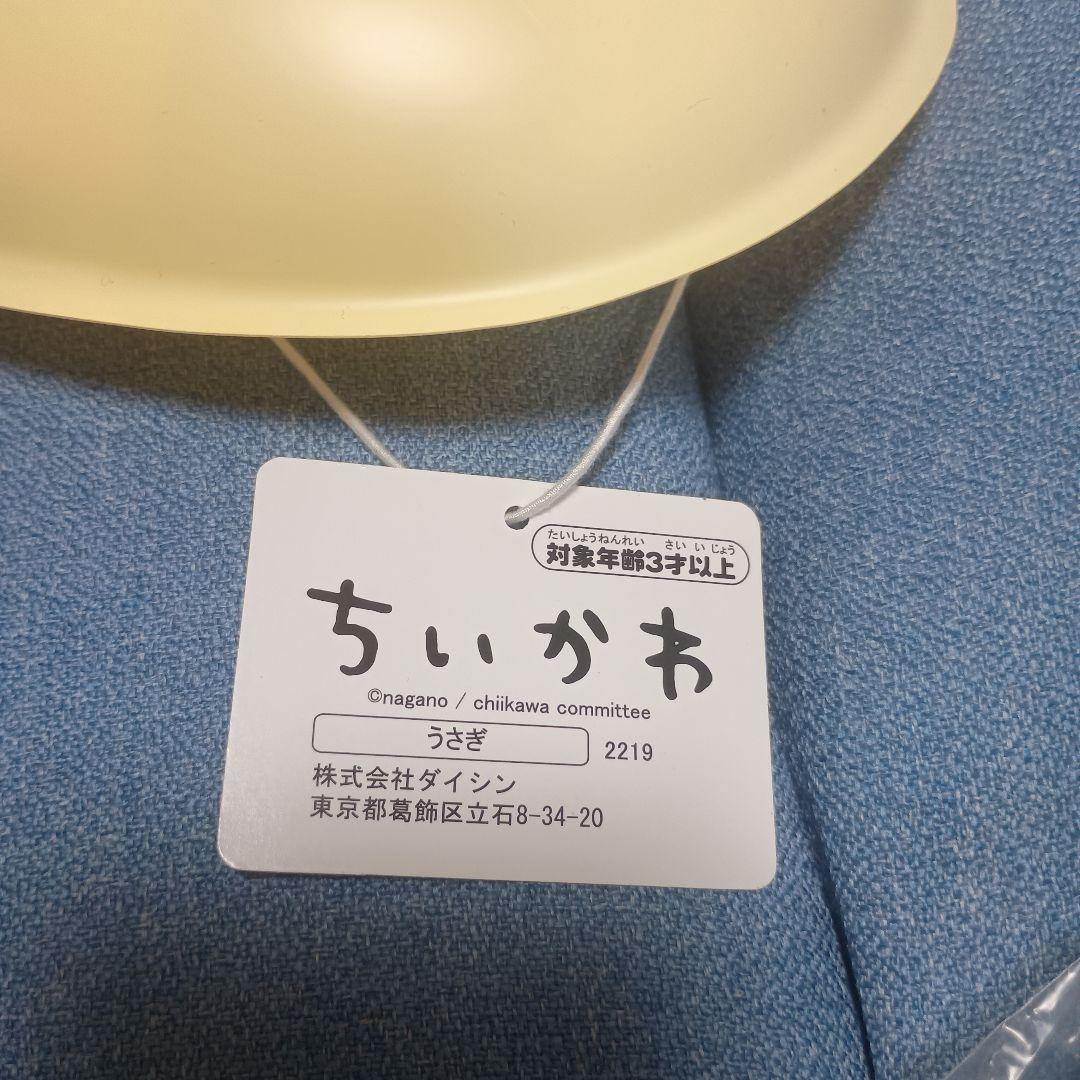 たいしょうねんれい さい い じょう
対象年齢3才以上
ちいかわ
©nagano / chiikawa committee
うさぎ 2219
株式会社ダイシン
東京都葛飾区立石8-34-20